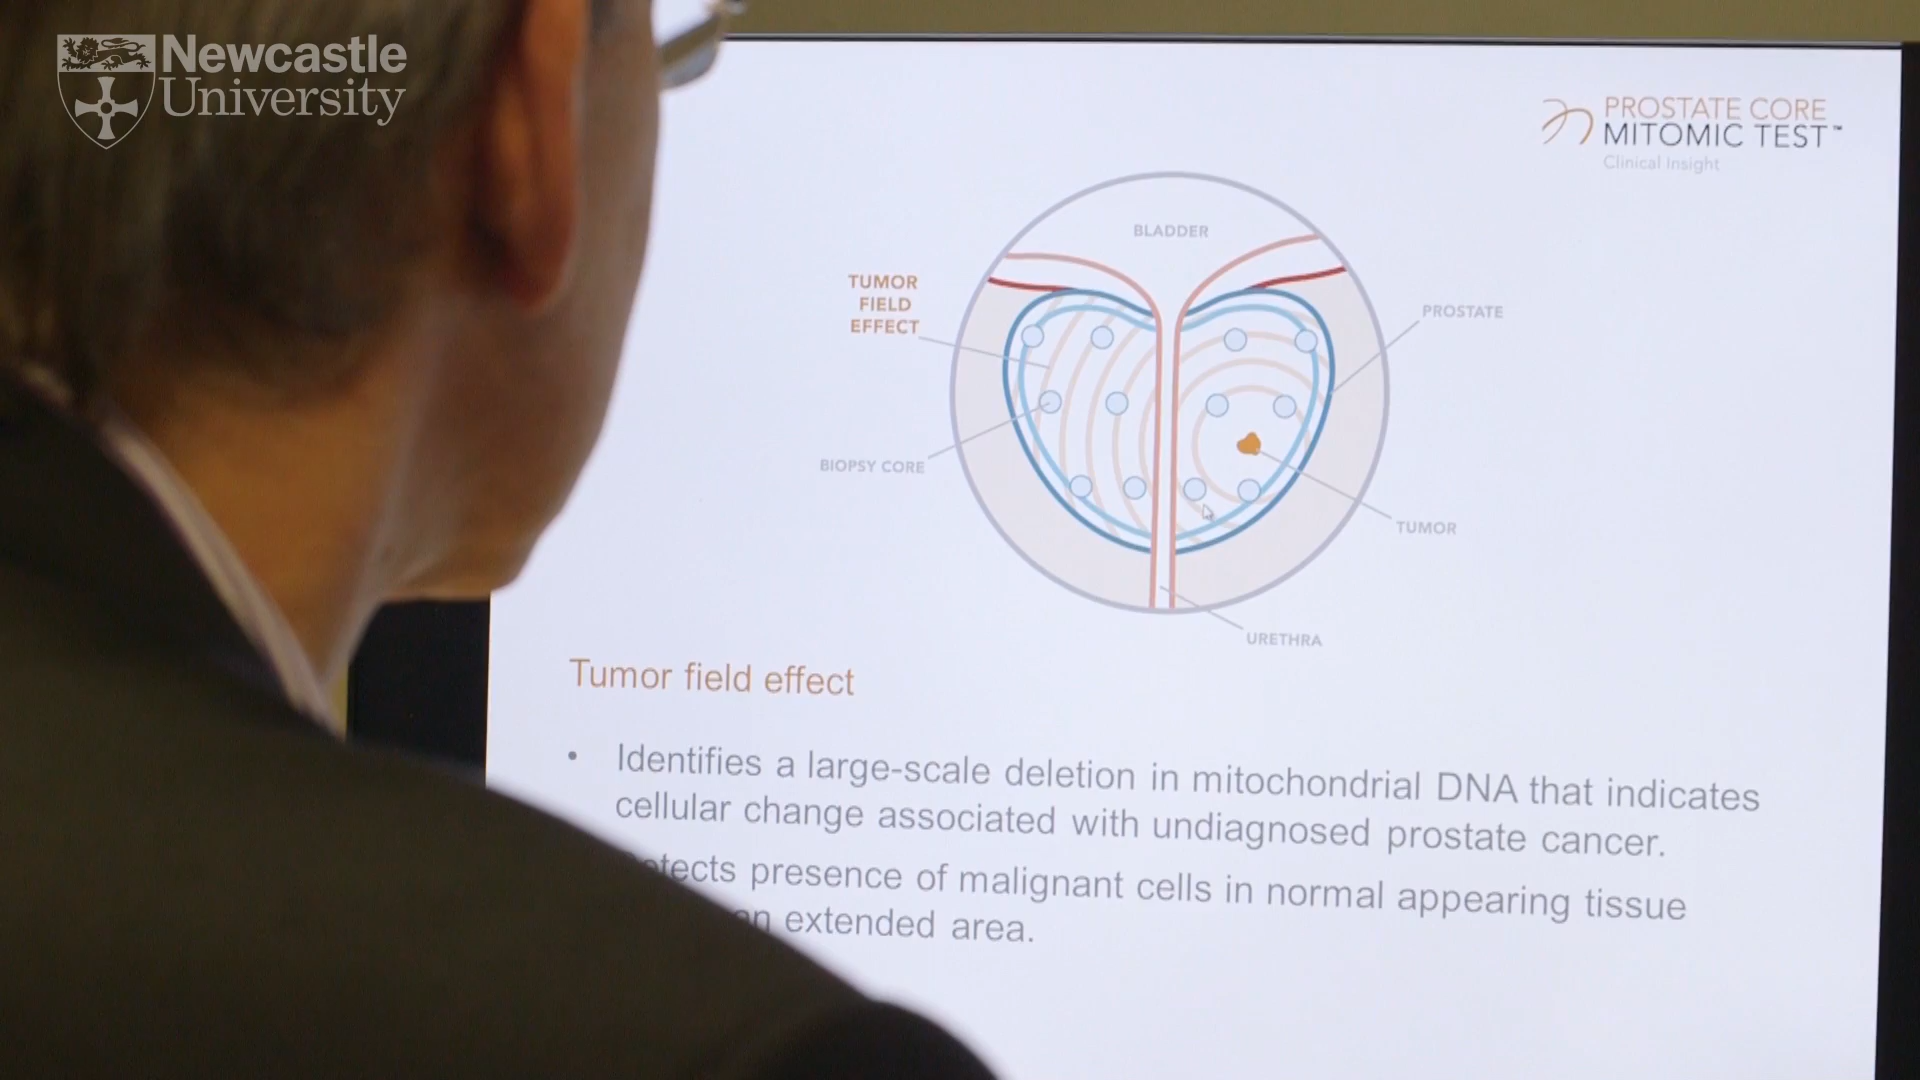 Newcastle
University
PROSTATE CORE
MITOMIC TEST™
Clinical Insight
BLADDER
TUMOR
FIELD
EFFECT
PROSTATE
BIOPSY CORE
TUMOR
URETHRA
Tumor field effect
• Identifies a large-scale deletion in mitochondrial DNA that indicates
cellular change associated with undiagnosed prostate cancer.
presence of malignant cells in normal appearing tissue
extended area.